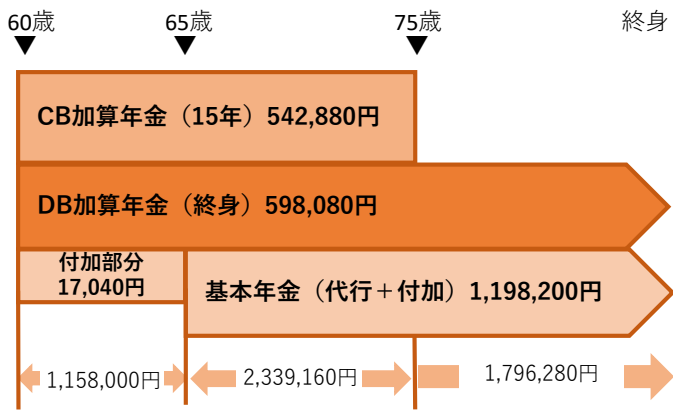 60歳
65歳
75歳
終身
CB加算年金（15年）542,880円
DB加算年金（終身）598,080円
付加部分
17,040円
基本年金（代行＋付加）1,198,200円
1,158,000円
2,339,160円
1,796,280円